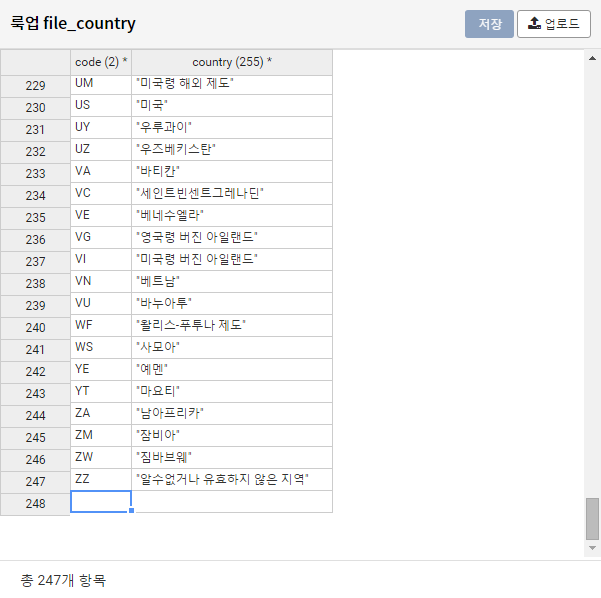 룩업 file_country
저장 업로드
code (2) * country (255) *
229 UM "미국령 해외 제도"
230 US "미국"
231 UY "우루과이"
232 UZ "우즈베키스탄"
233 VA "바티칸"
234 VC "세인트빈센트그레나딘"
235 VE "베네수엘라"
236 VG "영국령 버진 아일랜드"
237 VI "미국령 버진 아일랜드"
238 VN "베트남"
239 VU "바누아투"
240 WF "왈리스-푸투나 제도"
241 WS "사모아"
242 YE "예멘"
243 YT "마요티"
244 ZA "남아프리카"
245 ZM "잠비아"
246 ZW "짐바브웨"
247 ZZ "알수없거나 유효하지 않은 지역"
248
총 247개 항목